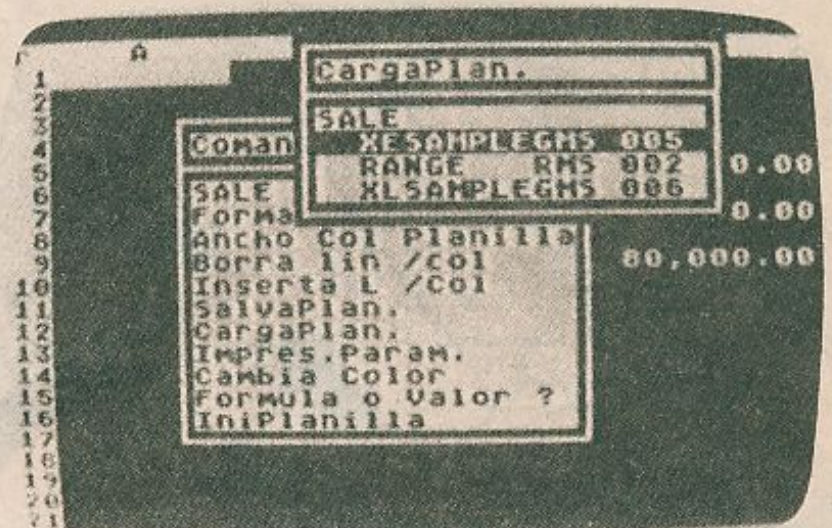 A
1
2
3
4
5
6
7
8
9
10
11
12
13
14
15
16
17
18
19
20
21
CargaPlan.
SALE
XESAMPLEGMS 005
RANGE RMS 002
XLSAMPLEGMS 006
Coman
SALE
Forma
Ancho Col Planilla
Borra lin /col
Inserta L /Col
SalvaPlan.
CargaPlan.
Impres.Param.
Cambia Color
Formula o Valor ?
IniPlanilla
0.00
0.00
80,000.00